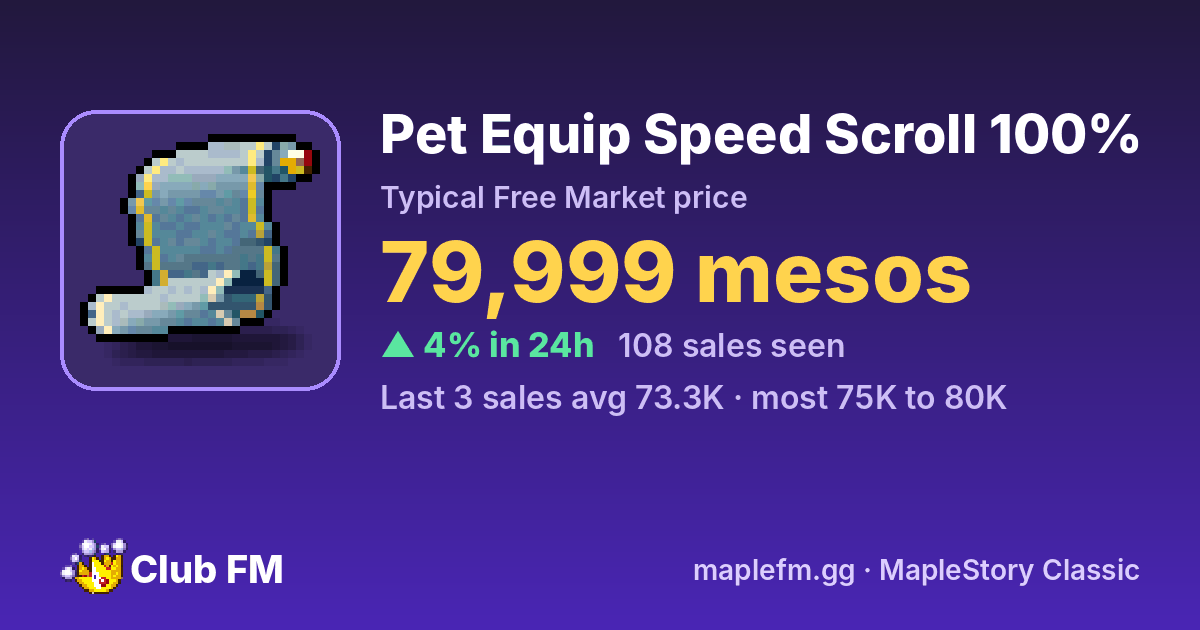 Pet Equip Speed Scroll 100%
Typical Free Market price
79,999 mesos
▲ 4% in 24h 108 sales seen
Last 3 sales avg 73.3K · most 75K to 80K
Club FM
maplefm.gg · MapleStory Classic